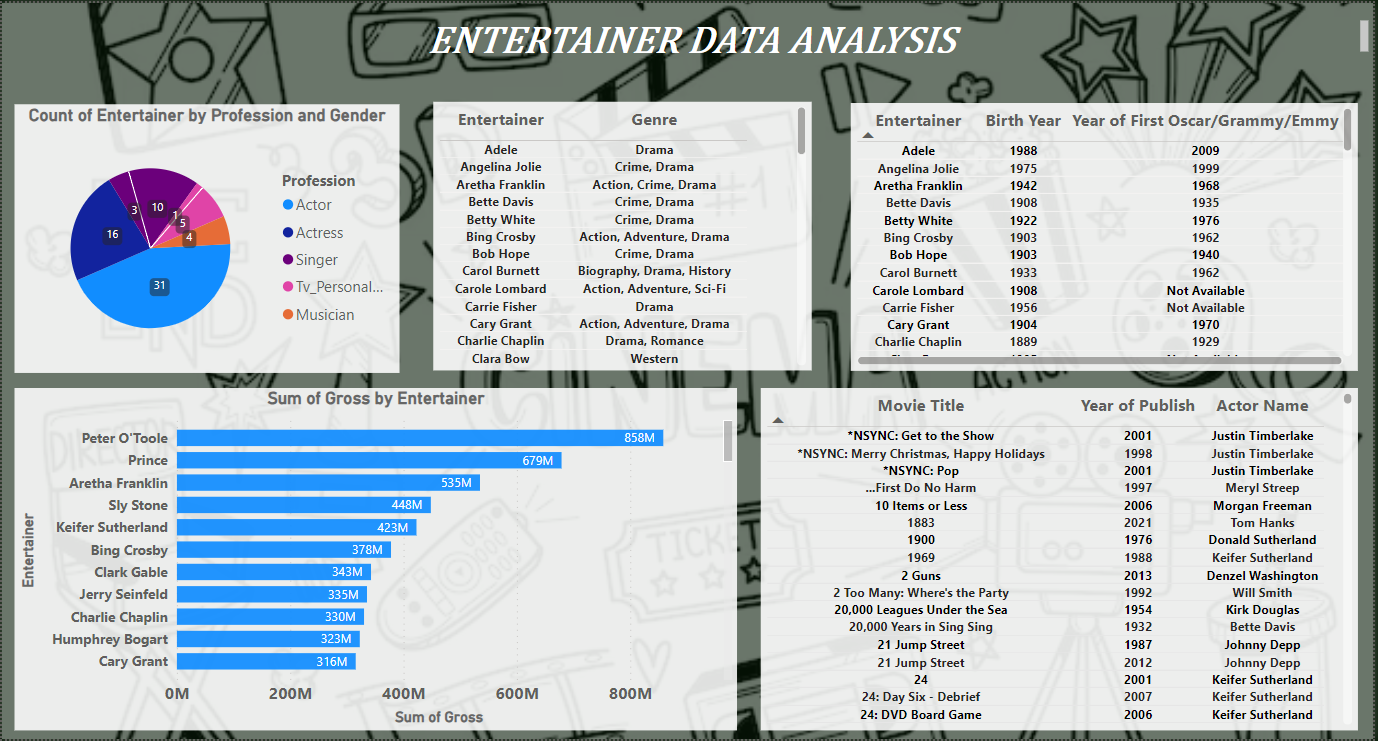 ENTERTAINER DATA ANALYSIS
Count of Entertainer by Profession and Gender
3
10
1
5
4
16
31
Profession
Actor
Actress
Singer
Tv_Personal...
Musician
Entertainer Genre
Adele Drama
Angelina Jolie Crime, Drama
Aretha Franklin Action, Crime, Drama
Bette Davis Crime, Drama
Betty White Crime, Drama
Bing Crosby Action, Adventure, Drama
Bob Hope Crime, Drama
Carol Burnett Biography, Drama, History
Carole Lombard Action, Adventure, Sci-Fi
Carrie Fisher Drama
Cary Grant Action, Adventure, Drama
Charlie Chaplin Drama, Romance
Clara Bow Western
Entertainer Birth Year Year of First Oscar/Grammy/Emmy
Adele 1988 2009
Angelina Jolie 1975 1999
Aretha Franklin 1942 1968
Bette Davis 1908 1935
Betty White 1922 1976
Bing Crosby 1903 1962
Bob Hope 1903 1940
Carol Burnett 1933 1962
Carole Lombard 1908 Not Available
Carrie Fisher 1956 Not Available
Cary Grant 1904 1970
Charlie Chaplin 1889 1929
ACTION
CINEMA
Sum of Gross by Entertainer
Entertainer
Peter O'Toole 858M
Prince 679M
Aretha Franklin 535M
Sly Stone 448M
Keifer Sutherland 423M
Bing Crosby 378M
Clark Gable 343M
Jerry Seinfeld 335M
Charlie Chaplin 330M
Humphrey Bogart 323M
Cary Grant 316M
0M 200M 400M 600M 800M
Sum of Gross
TICKET
Movie Title Year of Publish Actor Name
*NSYNC: Get to the Show 2001 Justin Timberlake
*NSYNC: Merry Christmas, Happy Holidays 1998 Justin Timberlake
*NSYNC: Pop 2001 Justin Timberlake
...First Do No Harm 1997 Meryl Streep
10 Items or Less 2006 Morgan Freeman
1883 2021 Tom Hanks
1900 1976 Donald Sutherland
1969 1988 Keifer Sutherland
2 Guns 2013 Denzel Washington
2 Too Many: Where's the Party 1992 Will Smith
20,000 Leagues Under the Sea 1954 Kirk Douglas
20,000 Years in Sing Sing 1932 Bette Davis
21 Jump Street 1987 Johnny Depp
21 Jump Street 2012 Johnny Depp
24 2001 Keifer Sutherland
24: Day Six - Debrief 2007 Keifer Sutherland
24: DVD Board Game 2006 Keifer Sutherland